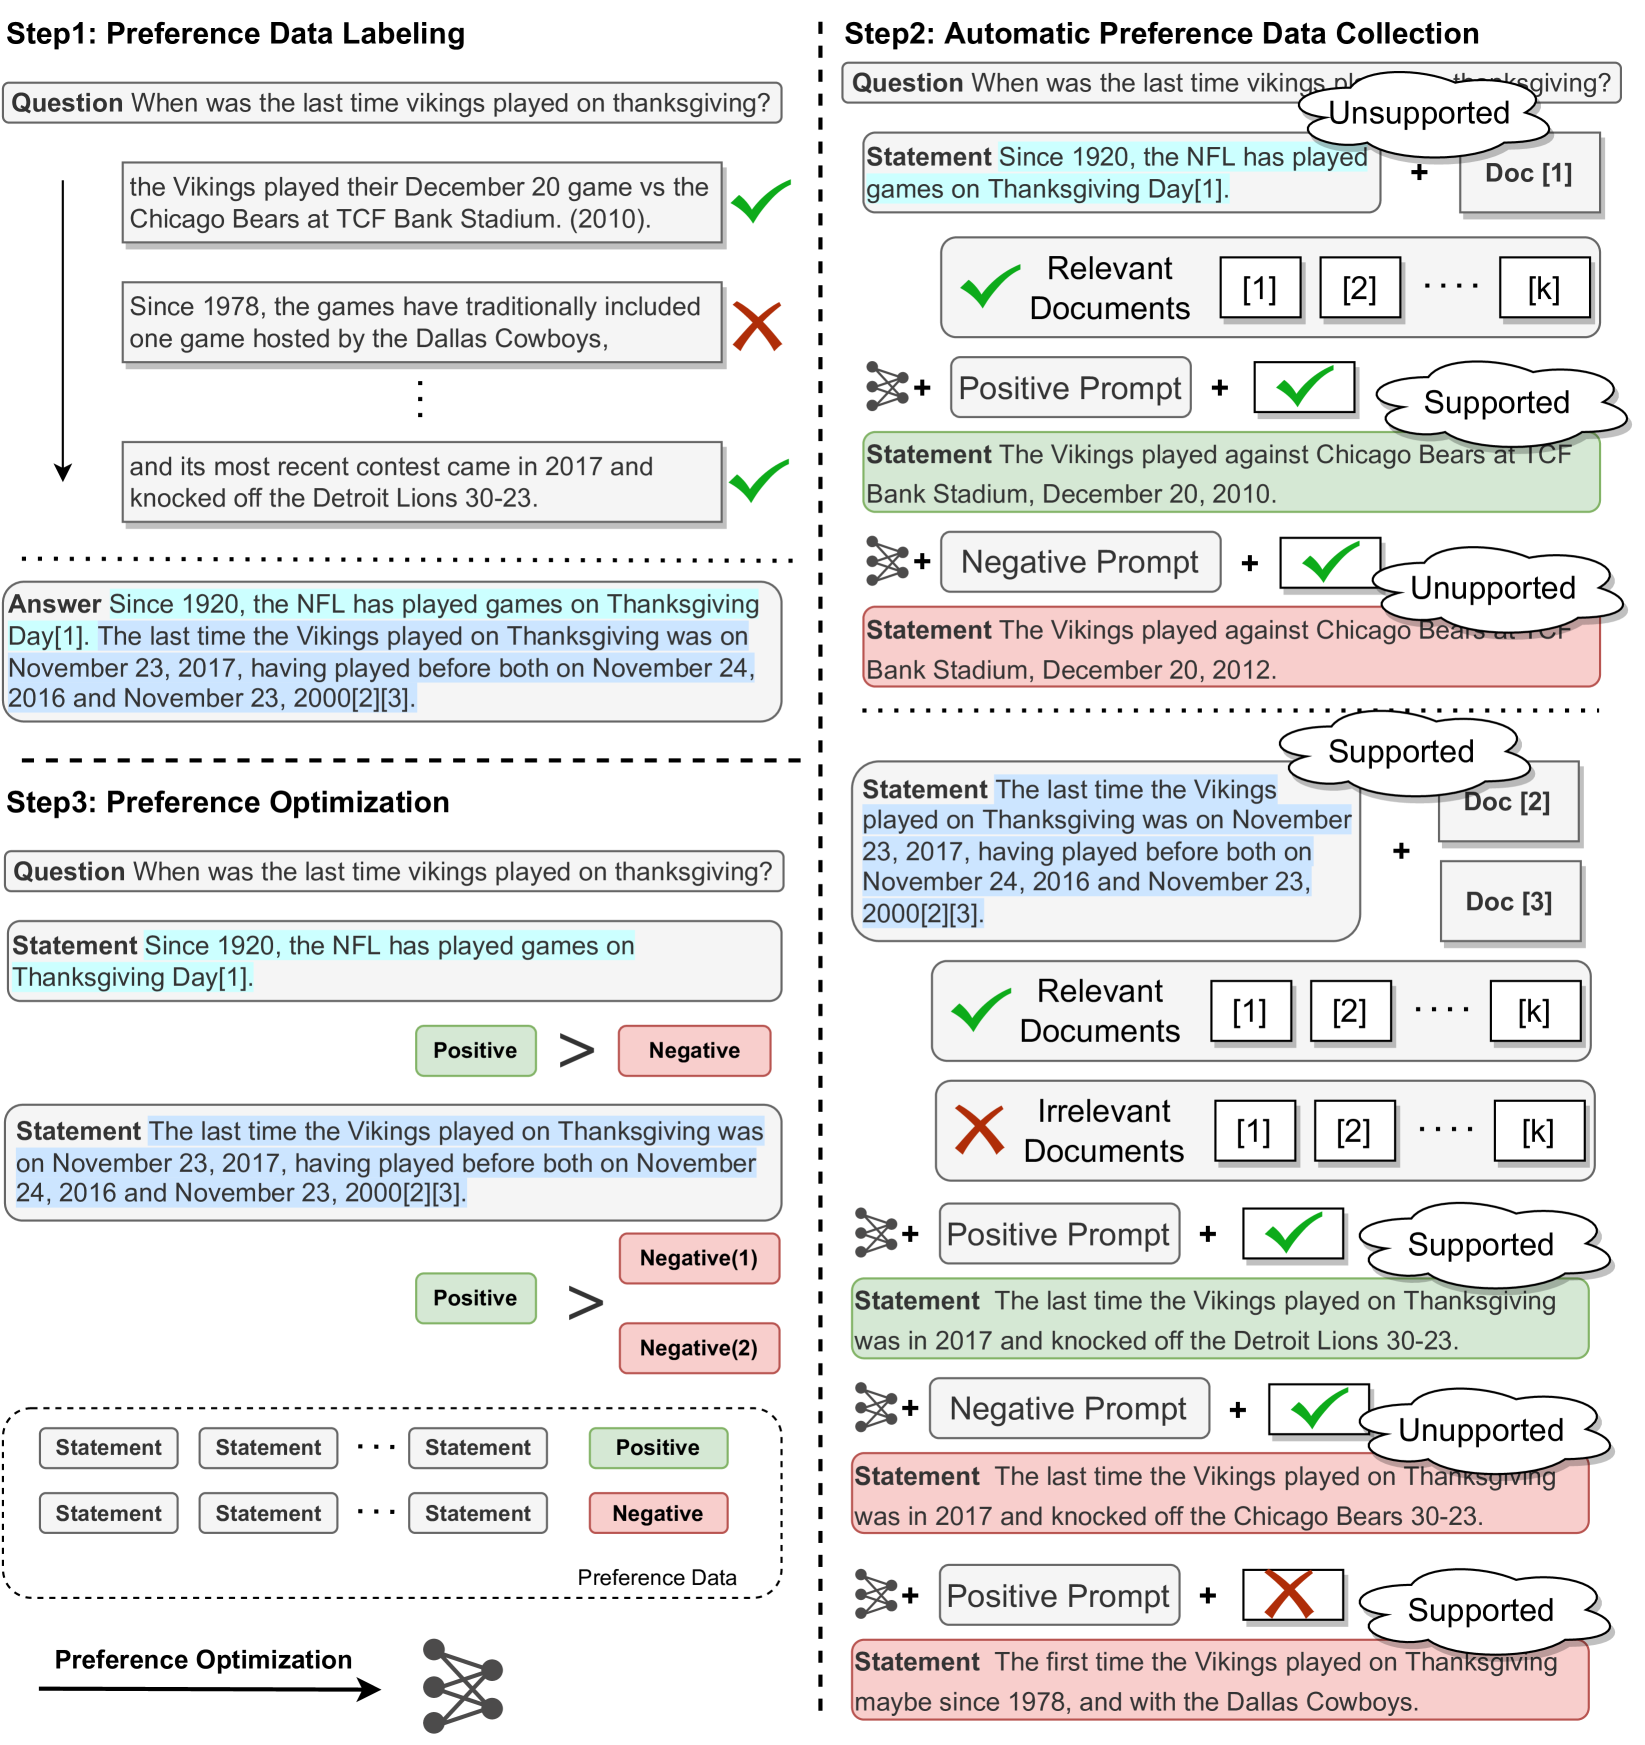 Step1: Preference Data Labeling
Question When was the last time vikings played on thanksgiving?
the Vikings played their December 20 game vs the
Chicago Bears at TCF Bank Stadium. (2010).
Since 1978, the games have traditionally included
one game hosted by the Dallas Cowboys,
and its most recent contest came in 2017 and
knocked off the Detroit Lions 30-23.
Answer Since 1920, the NFL has played games on Thanksgiving
Day[1]. The last time the Vikings played on Thanksgiving was on
November 23, 2017, having played before both on November 24,
2016 and November 23, 2000[2][3].
Step3: Preference Optimization
Question When was the last time vikings played on thanksgiving?
Statement Since 1920, the NFL has played games on
Thanksgiving Day[1].
Positive > Negative
Statement The last time the Vikings played on Thanksgiving was
on November 23, 2017, having played before both on November
24, 2016 and November 23, 2000[2][3].
Negative(1)
Positive >
Negative(2)
Statement Statement ... Statement Positive
Statement Statement ... Statement Negative
Preference Data
Preference Optimization
Step2: Automatic Preference Data Collection
Question When was the last time vikings thanksgiving?
Unsupported
Statement Since 1920, the NFL has played
games on Thanksgiving Day[1].
+ Doc [1]
Relevant
Documents
[1] [2] .... [k]
+ Positive Prompt +
Supported
Statement The Vikings played against Chicago Bears at TCF
Bank Stadium, December 20, 2010.
+ Negative Prompt +
Unupported
Statement The Vikings played against Chicago Bears at TCF
Bank Stadium, December 20, 2012.
Supported
Statement The last time the Vikings
played on Thanksgiving was on November
23, 2017, having played before both on
November 24, 2016 and November 23,
2000[2][3].
+
Doc [2]
Doc [3]
Relevant
Documents
[1] [2] .... [k]
Irrelevant
Documents
[1] [2] .... [k]
+ Positive Prompt +
Supported
Statement The last time the Vikings played on Thanksgiving
was in 2017 and knocked off the Detroit Lions 30-23.
+ Negative Prompt +
Unupported
Statement The last time the Vikings played on Thanksgiving
was in 2017 and knocked off the Chicago Bears 30-23.
+ Positive Prompt +
Supported
Statement The first time the Vikings played on Thanksgiving
maybe since 1978, and with the Dallas Cowboys.